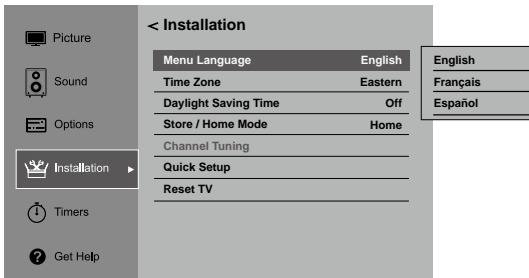 Picture
Sound
Options
Installation
Timers
Get Help
< Installation
Menu Language English
Time Zone Eastern
Daylight Saving Time Off
Store / Home Mode Home
Channel Tuning
Quick Setup
Reset TV
English
Français
Español